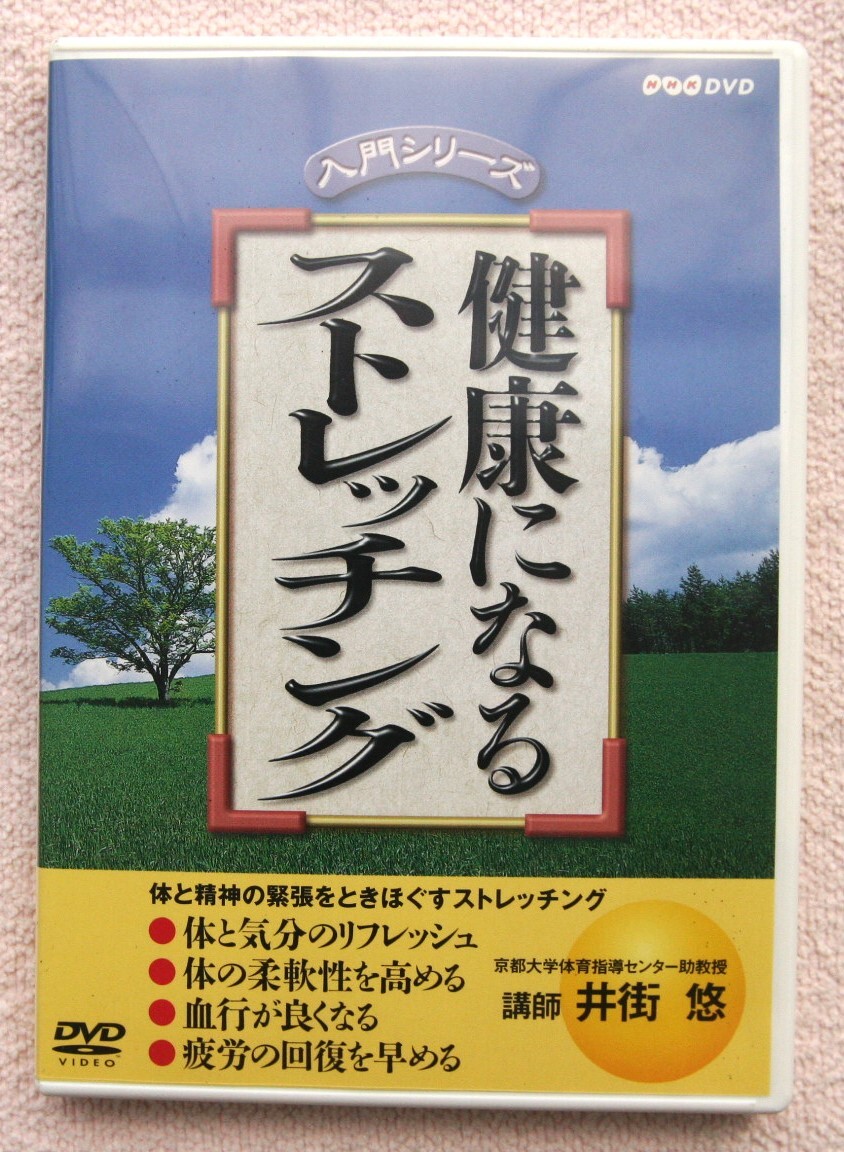 NHK DVD
入門シリーズ
健康になる
ストレッチング
体と精神の緊張をときほぐすストレッチング
●体と気分のリフレッシュ
●体の柔軟性を高める
●血行が良くなる
●疲労の回復を早める
京都大学体育指導センター助教授
講師 井街 悠
DVD
VIDEO